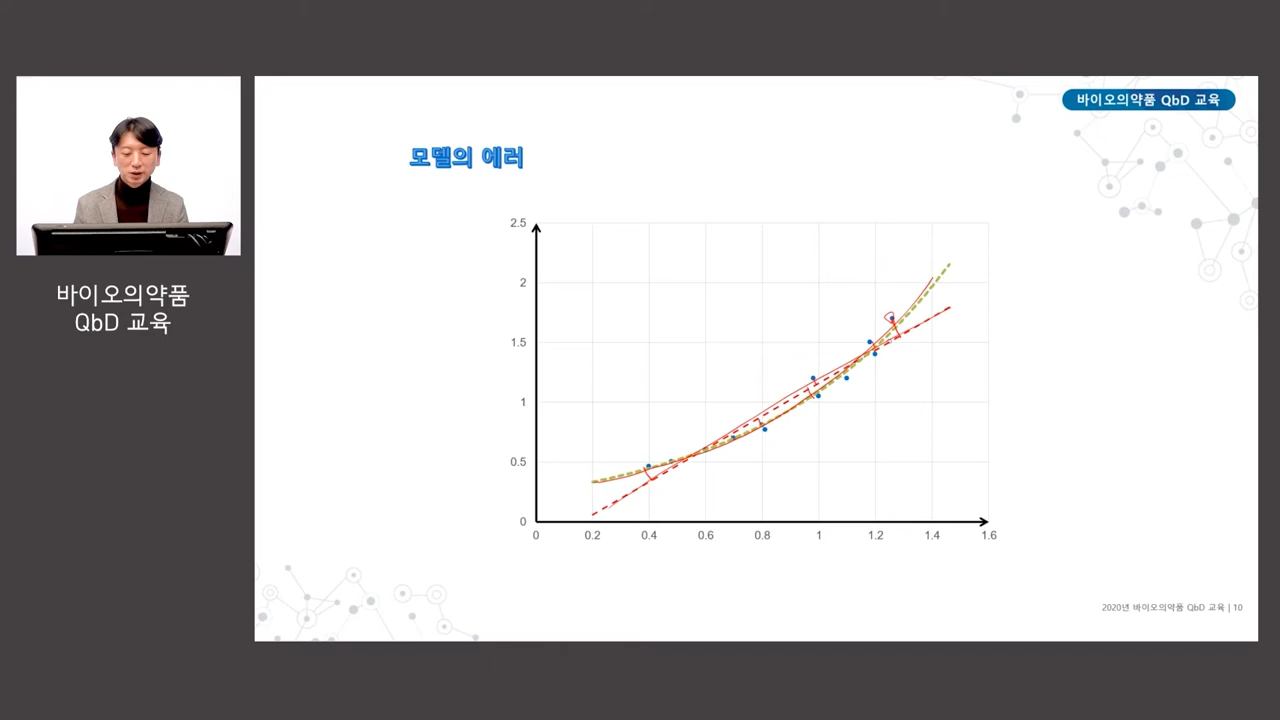 바이오의약품 QbD 교육
모델의 에러
바이오의약품
QbD 교육
2.5
2
1.5
1
0.5
0
0 0.2 0.4 0.6 0.8 1 1.2 1.4 1.6
2020년 바이오의약품 QbD 교육 | 10